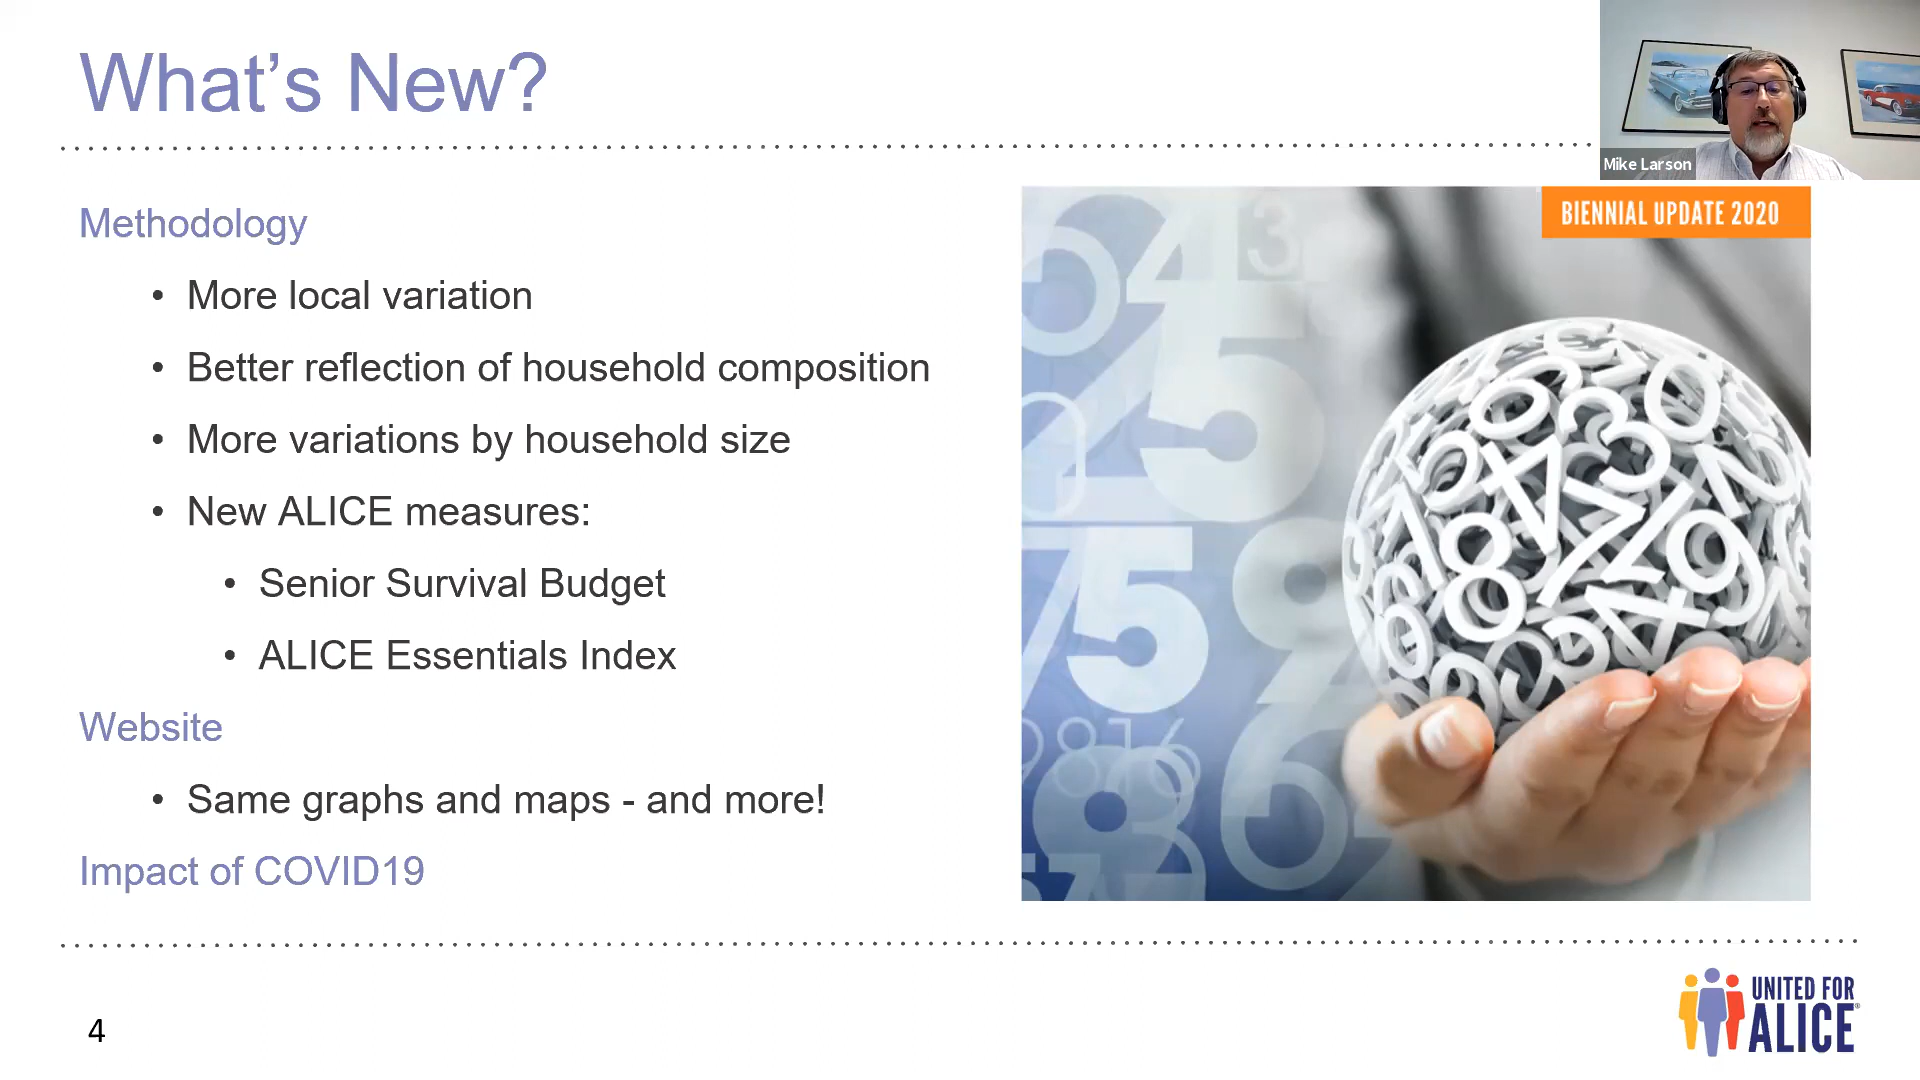 What’s New?
Mike Larson
BIENNIAL UPDATE 2020
Methodology
• More local variation
• Better reflection of household composition
• More variations by household size
• New ALICE measures:
• Senior Survival Budget
• ALICE Essentials Index
Website
• Same graphs and maps - and more!
Impact of COVID19
4
UNITED FOR
ALICE®